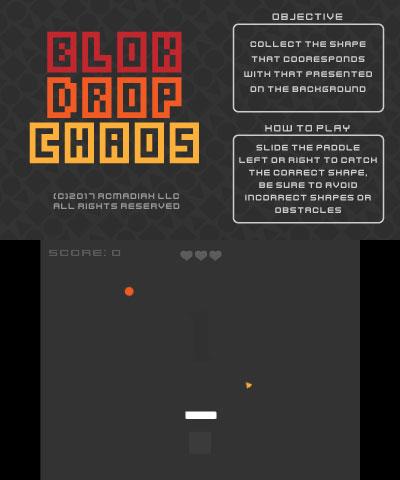 BLOK
DROP
CHAOS
(C)2017 RCMADIAX LLC
ALL RIGHTS RESERVED
OBJECTIVE
COLLECT THE SHAPE
THAT COORESPONDS
WITH THAT PRESENTED
ON THE BACKGROUND
HOW TO PLAY
SLIDE THE PADDLE
LEFT OR RIGHT TO CATCH
THE CORRECT SHAPE,
BE SURE TO AVOID
INCORRECT SHAPES OR
OBSTACLES
SCORE: 0
1